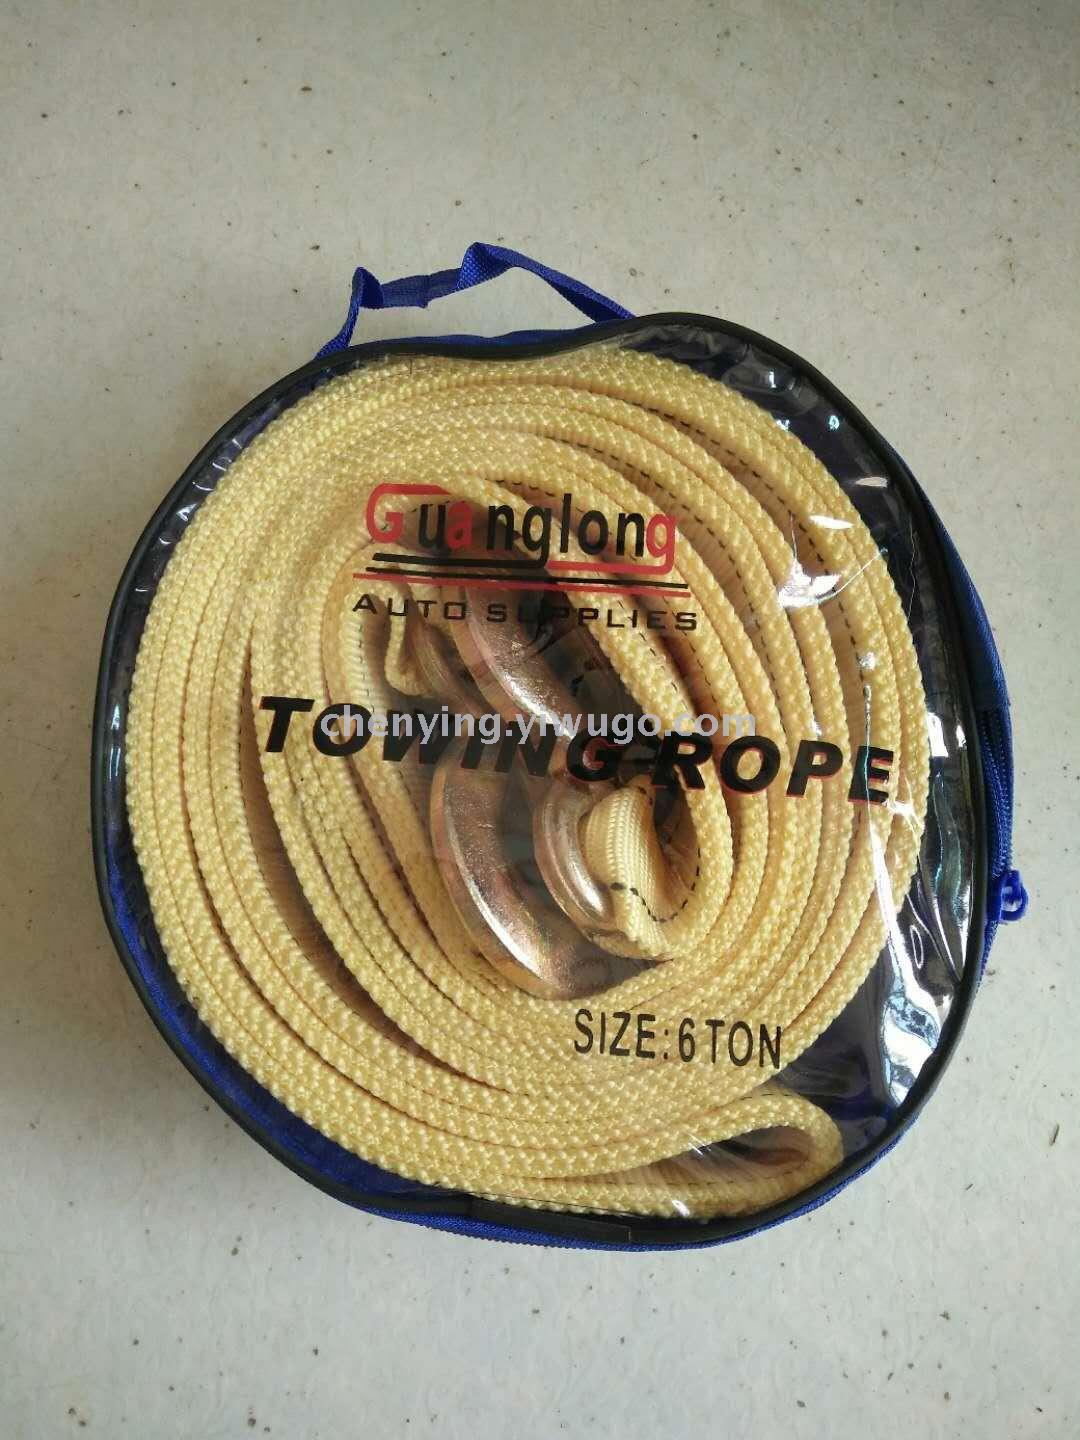 Guanglong
AUTO SUPPLIES
chenying.yiwugo.com
TOWING ROPE
SIZE:6TON